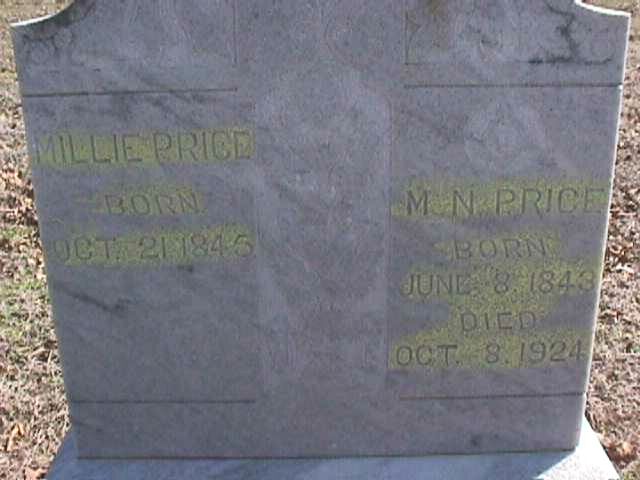 MILLIE PRICE
BORN
OCT. 21, 1845
M. N. PRICE
BORN
JUNE 8, 1843
DIED
OCT. 8, 1924